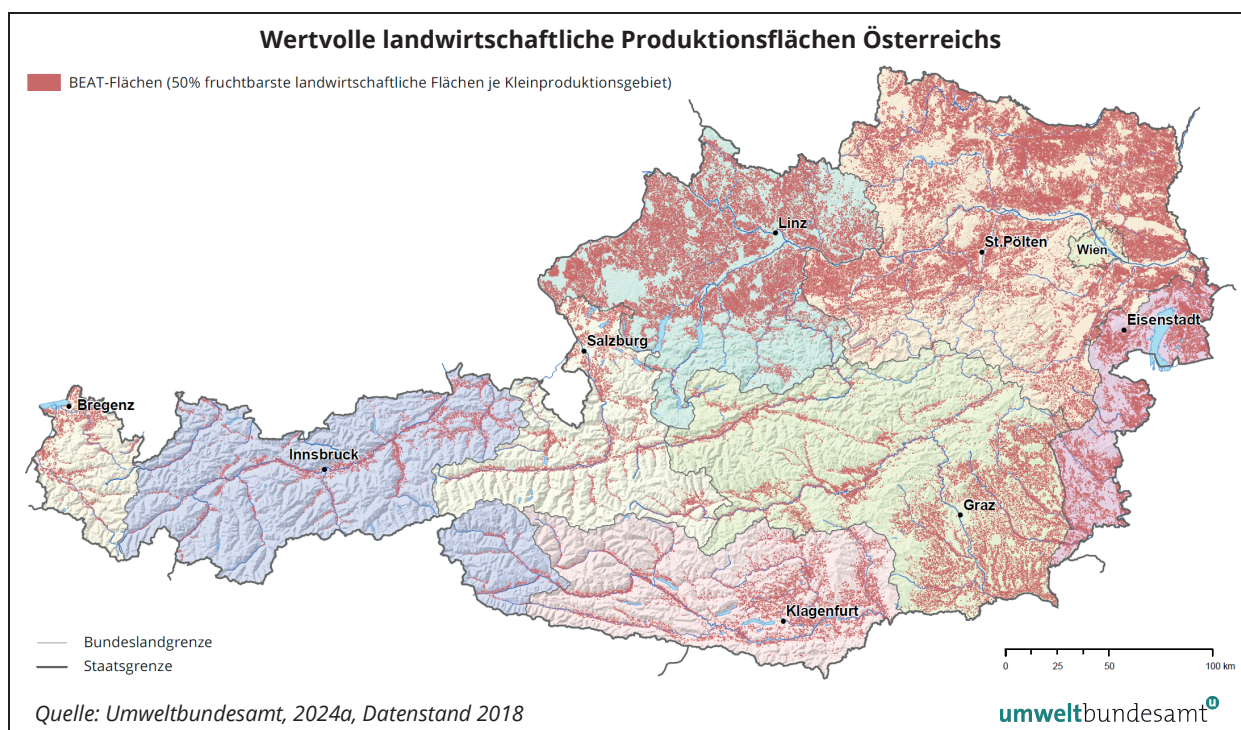 Wertvolle landwirtschaftliche Produktionsflächen Österreichs
BEAT-Flächen (50% fruchtbarste landwirtschaftliche Flächen je Kleinproduktionsgebiet)
Linz
St.Pölten
Wien
Eisenstadt
Salzburg
Bregenz
Innsbruck
Graz
Klagenfurt
Bundeslandgrenze
Staatsgrenze
0 25 50 100 km
Quelle: Umweltbundesamt, 2024a, Datenstand 2018
umweltbundesamt u